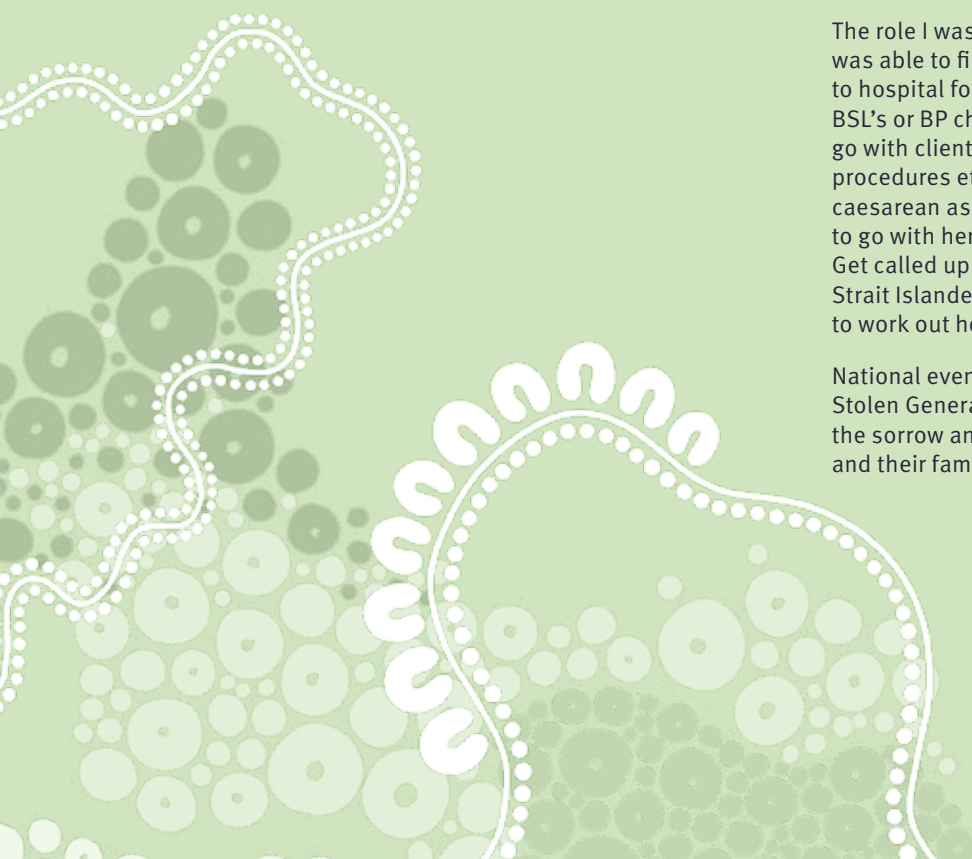 The role I was
was able to fi
to hospital fo
BSL's or BP ch
go with client
procedures et
caesarean as
to go with her
Get called up
Strait Islande
to work out ho
National even
Stolen Genera
the sorrow an
and their fam